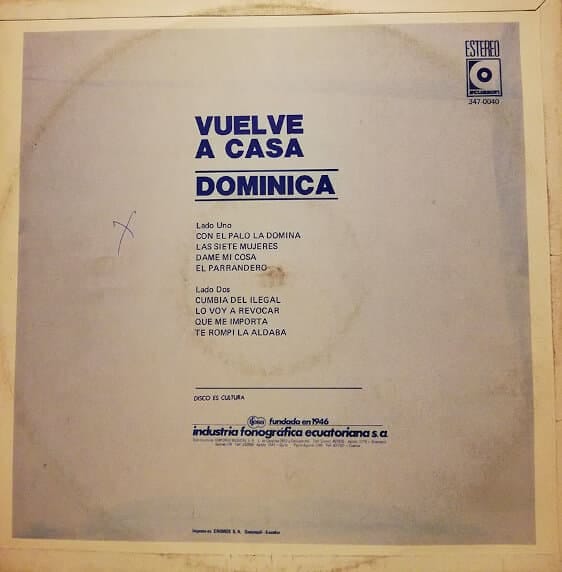 ESTEREO
347-0040
VUELVE
A CASA
DOMINICA
Lado Uno
CON EL PALO LA DOMINA
LAS SIETE MUJERES
DAME MI COSA
EL PARRANDERO
Lado Dos
CUMBIA DEL ILEGAL
LO VOY A REVOCAR
QUE ME IMPORTA
TE ROMPI LA ALDABA
DISCO ES CULTURA
fundada en 1946
industria fonográfica ecuatoriana s.a.
Guayaquil - Ecuador